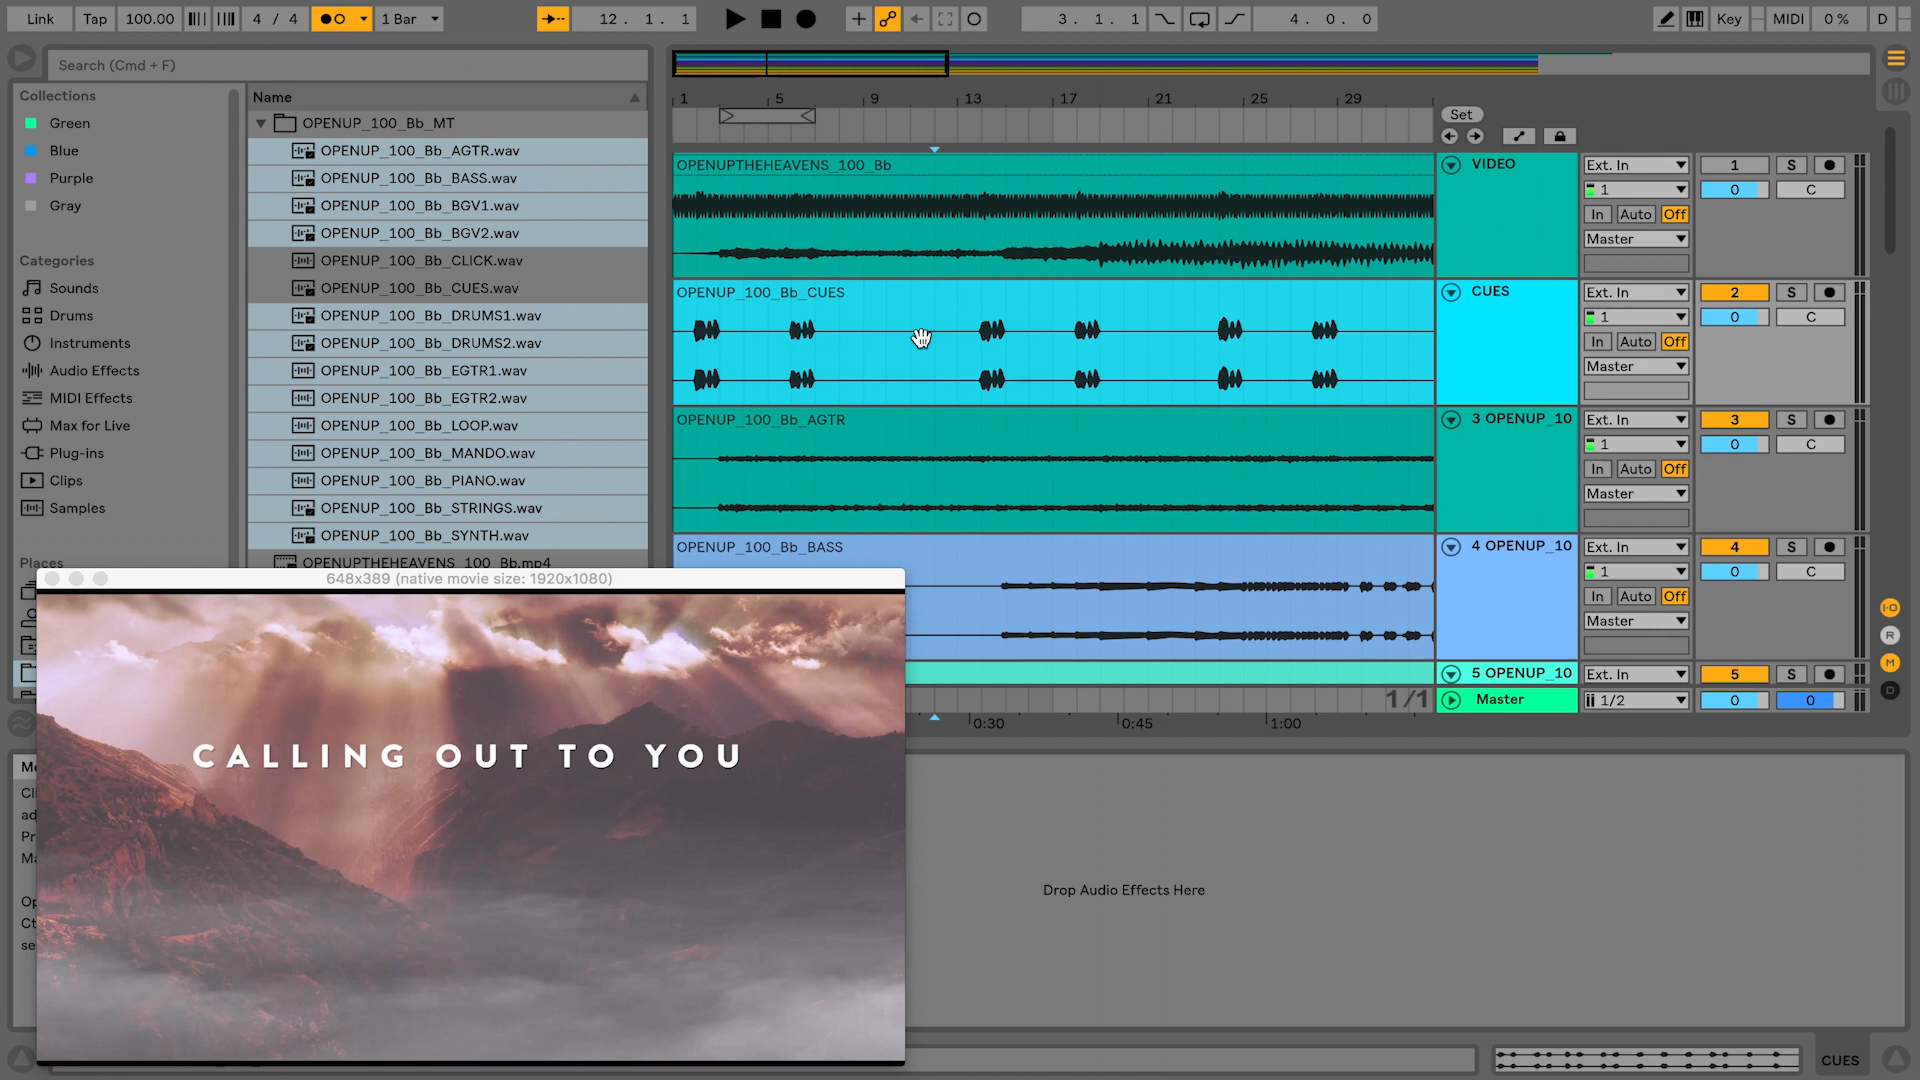 Link Tap 100.00 4 / 4 1 Bar 12 . 1 . 1 3 . 1 . 1 4 . 0 . 0 Key MIDI 0 % D
Search (Cmd + F)
Collections
Green
Blue
Purple
Gray
Categories
Sounds
Drums
Instruments
Audio Effects
MIDI Effects
Max for Live
Plug-ins
Clips
Samples
Places
Name
OPENUP_100_Bb_MT
OPENUP_100_Bb_AGTR.wav
OPENUP_100_Bb_BASS.wav
OPENUP_100_Bb_BGV1.wav
OPENUP_100_Bb_BGV2.wav
OPENUP_100_Bb_CLICK.wav
OPENUP_100_Bb_CUES.wav
OPENUP_100_Bb_DRUMS1.wav
OPENUP_100_Bb_DRUMS2.wav
OPENUP_100_Bb_EGTR1.wav
OPENUP_100_Bb_EGTR2.wav
OPENUP_100_Bb_LOOP.wav
OPENUP_100_Bb_MANDO.wav
OPENUP_100_Bb_PIANO.wav
OPENUP_100_Bb_STRINGS.wav
OPENUP_100_Bb_SYNTH.wav
OPENUPTHEHEAVENS_100_Bb.mp4
1 5 9 13 17 21 25 29
Set
OPENUPTHEHEAVENS_100_Bb VIDEO Ext. In 1 S
1 0 C
In Auto Off
Master
OPENUP_100_Bb_CUES CUES Ext. In 2 S
1 0 C
In Auto Off
Master
OPENUP_100_Bb_AGTR 3 OPENUP_10 Ext. In 3 S
1 0 C
In Auto Off
Master
OPENUP_100_Bb_BASS 4 OPENUP_10 Ext. In 4 S
1 0 C
In Auto Off
Master
5 OPENUP_10 Ext. In 5 S
1/1 Master 1/2 0 0
0:30 0:45 1:00
I·O
R
M
D
648x389 (native movie size: 1920x1080)
CALLING OUT TO YOU
Drop Audio Effects Here
CUES